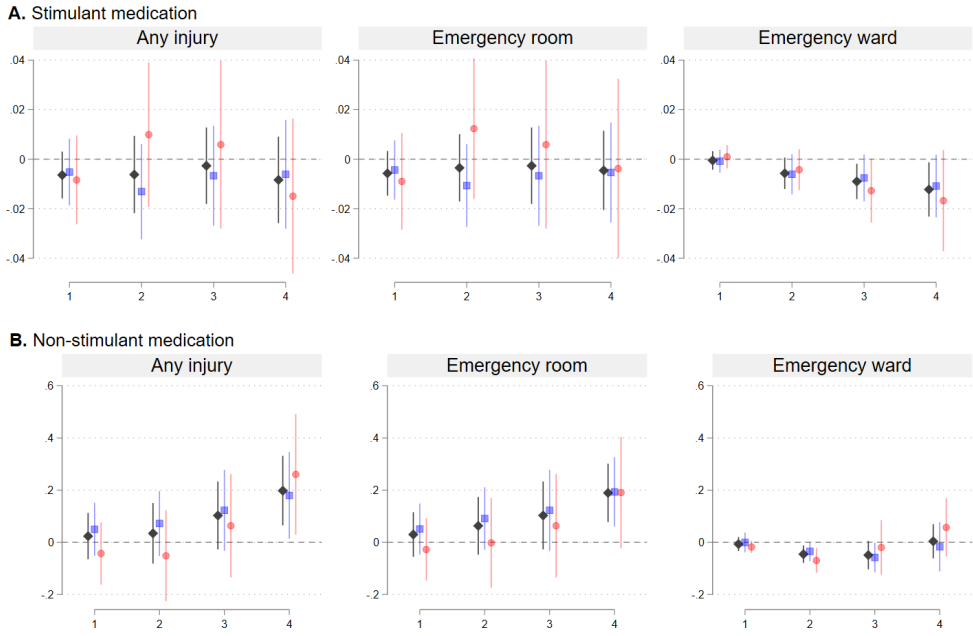 A. Stimulant medication
Any injury Emergency room Emergency ward
.04 .04 .04
.02 .02 .02
0 0 0
-.02 -.02 -.02
-.04 -.04 -.04
1 2 3 4 1 2 3 4 1 2 3 4
B. Non-stimulant medication
Any injury Emergency room Emergency ward
.6 .6 .6
.4 .4 .4
.2 .2 .2
0 0 0
-.2 -.2 -.2
1 2 3 4 1 2 3 4 1 2 3 4